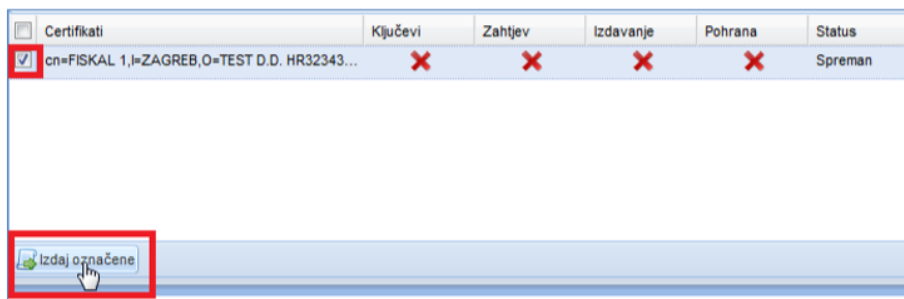 Certifikati Ključevi Zahtjev Izdavanje Pohrana Status
cn=FISKAL 1,l=ZAGREB,O=TEST D.D. HR32343... Spreman
Izdaj označene